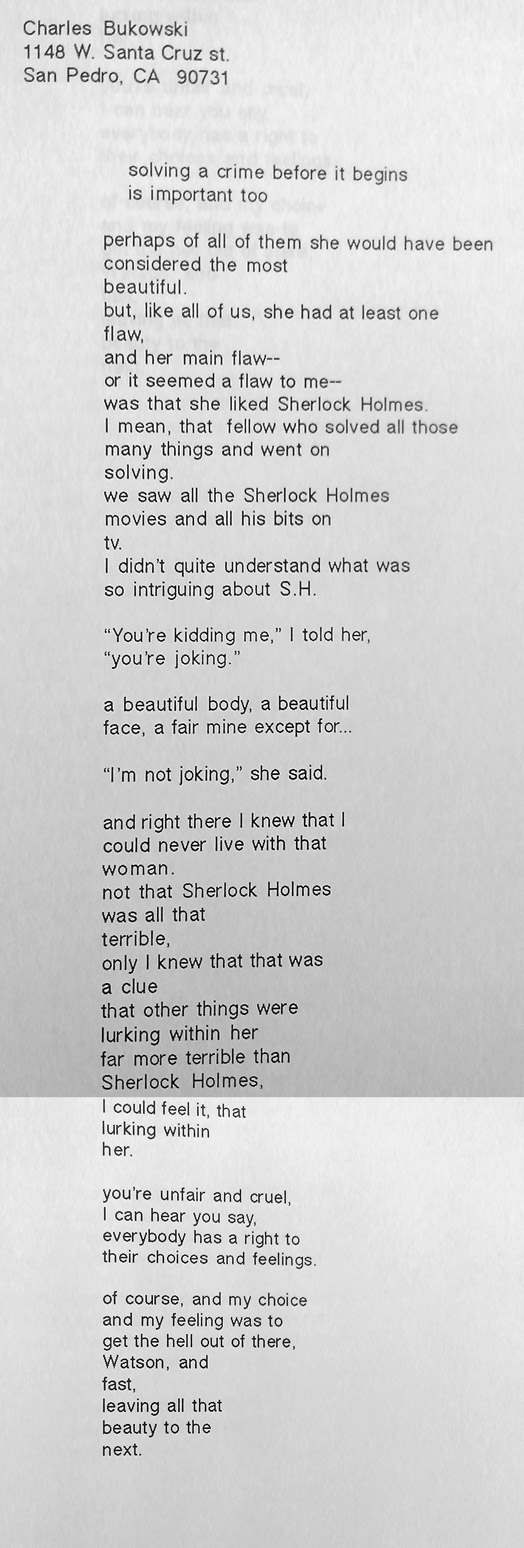 Charles Bukowski
1148 W. Santa Cruz st.
San Pedro, CA 90731
solving a crime before it begins
is important too
perhaps of all of them she would have been
considered the most
beautiful.
but, like all of us, she had at least one
flaw,
and her main flaw--
or it seemed a flaw to me--
was that she liked Sherlock Holmes.
I mean, that fellow who solved all those
many things and went on
solving.
we saw all the Sherlock Holmes
movies and all his bits on
tv.
I didn't quite understand what was
so intriguing about S.H.
“You're kidding me,” I told her,
“you're joking.”
a beautiful body, a beautiful
face, a fair mine except for...
“I'm not joking,” she said.
and right there I knew that I
could never live with that
woman.
not that Sherlock Holmes
was all that
terrible,
only I knew that that was
a clue
that other things were
lurking within her
far more terrible than
Sherlock Holmes,
I could feel it, that
lurking within
her.
you're unfair and cruel,
I can hear you say,
everybody has a right to
their choices and feelings.
of course, and my choice
and my feeling was to
get the hell out of there,
Watson, and
fast,
leaving all that
beauty to the
next.